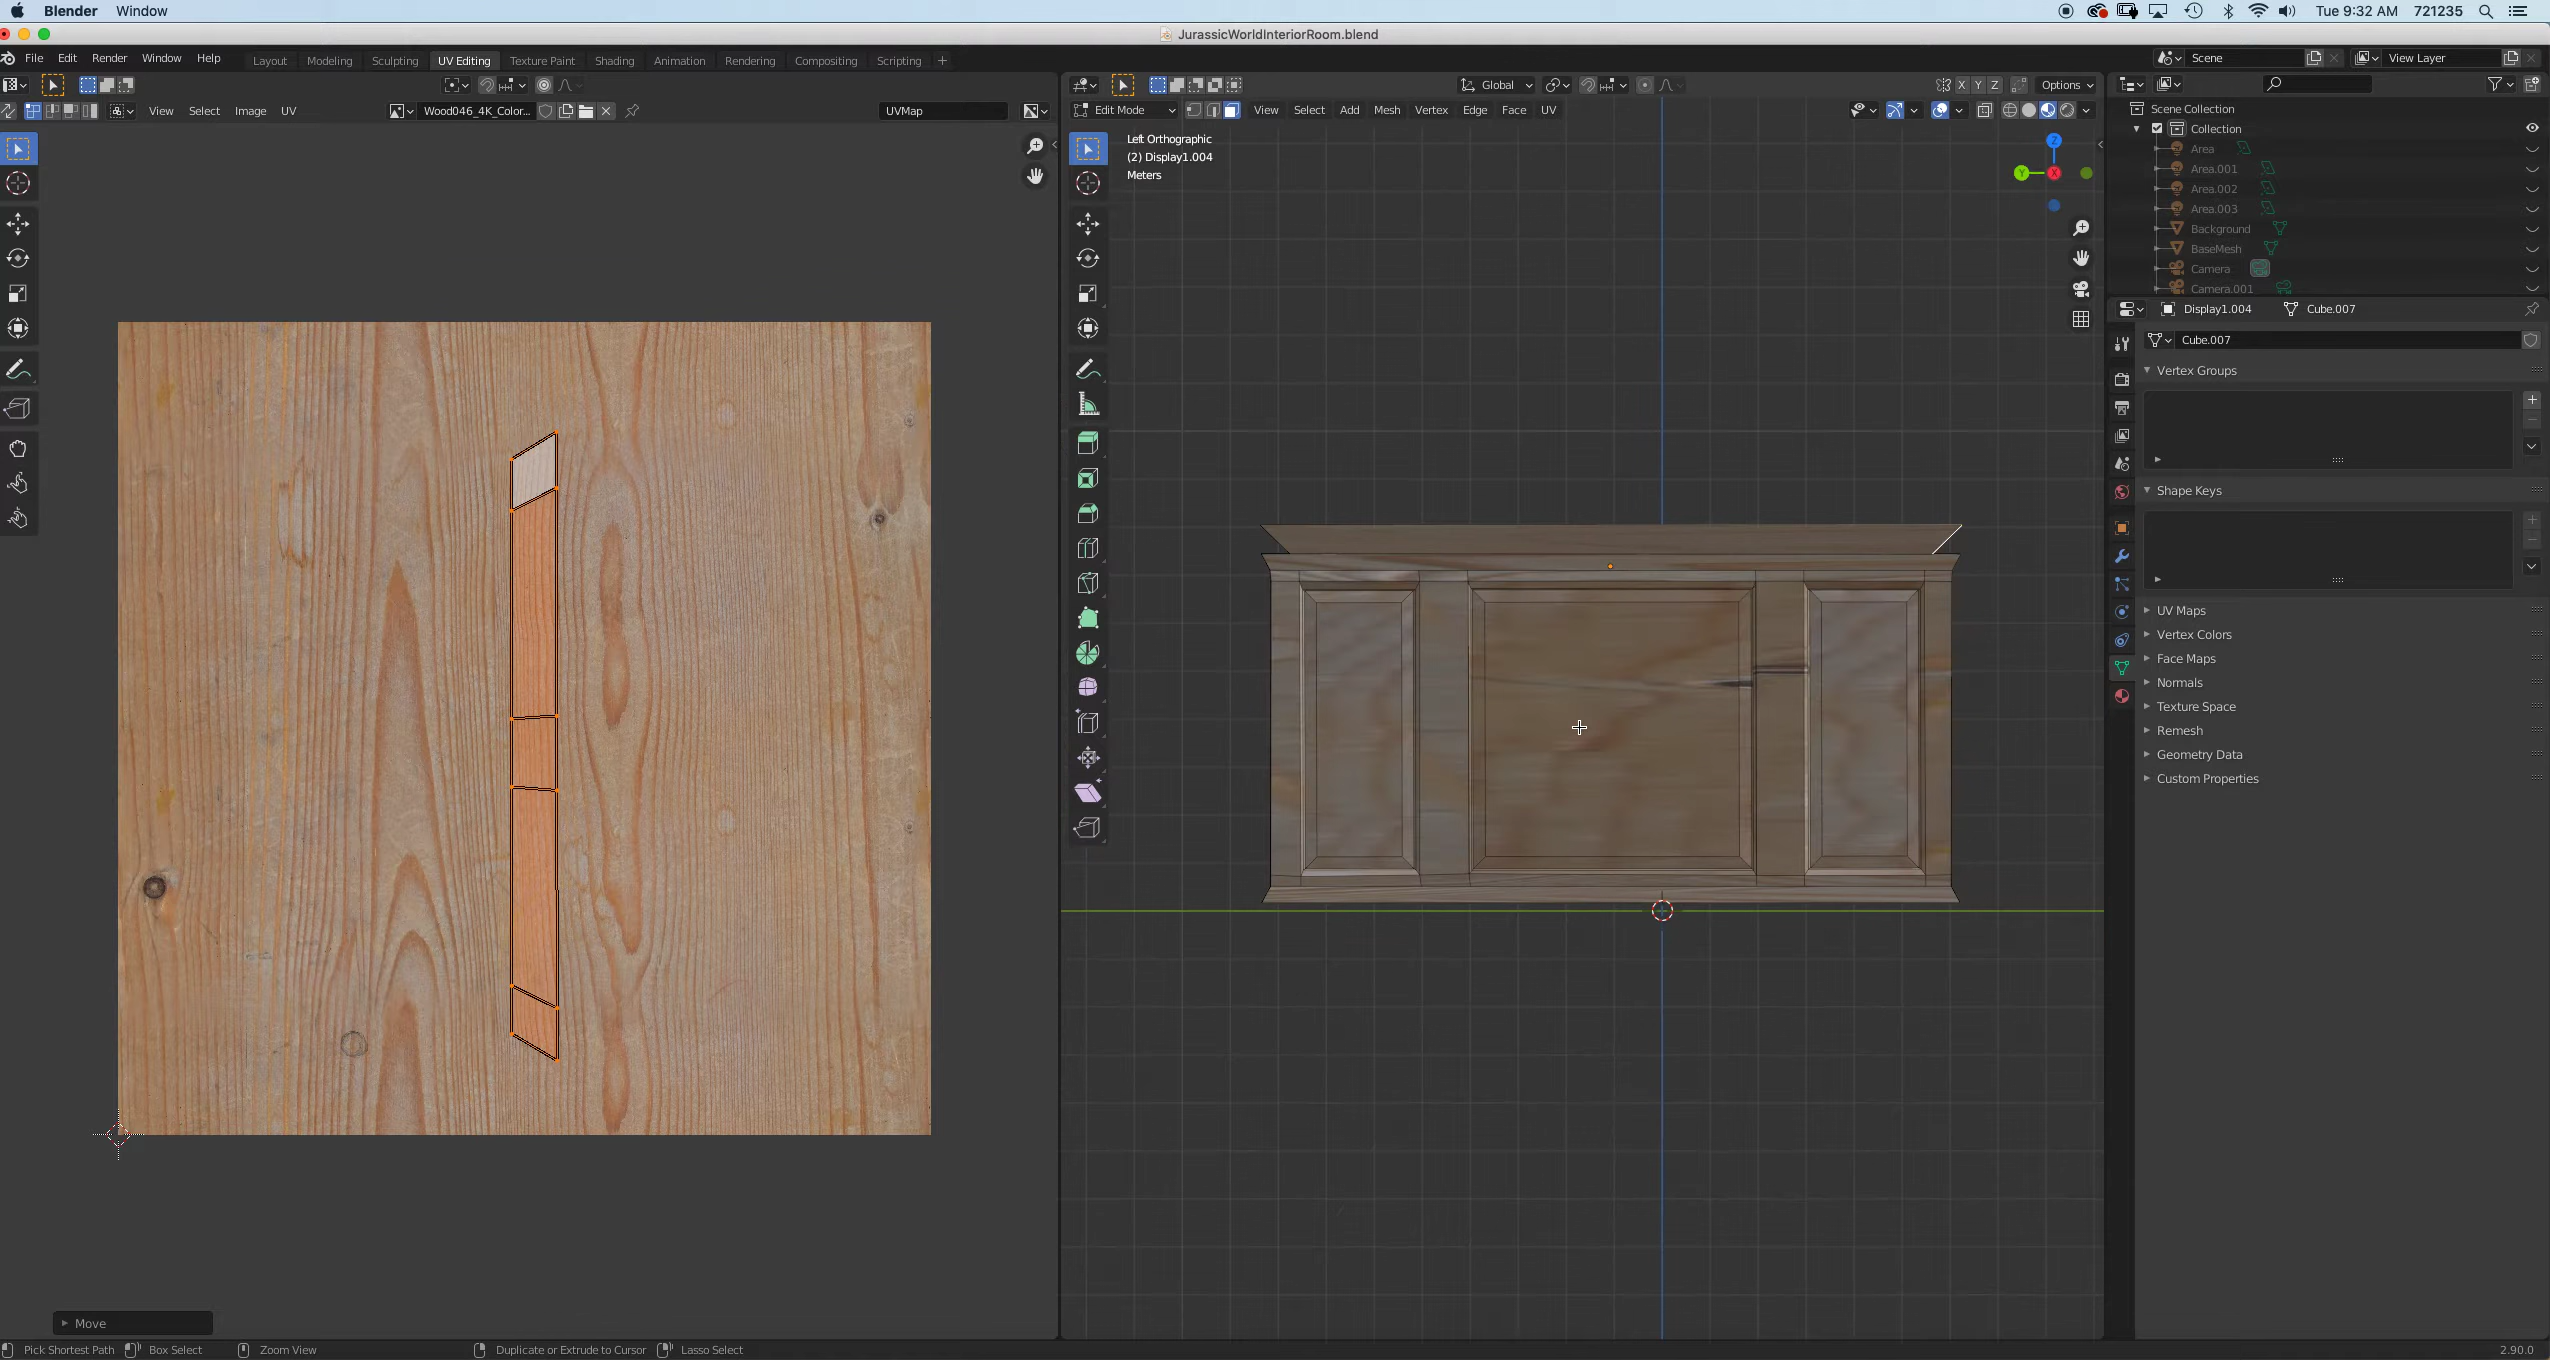 Blender Window
Tue 9:32 AM 721235
JurassicWorldInteriorRoom.blend
File Edit Render Window Help
Layout Modeling Sculpting UV Editing Texture Paint Shading Animation Rendering Compositing Scripting +
Scene
View Layer
Global
Options
View Select Image UV
Wood046_4K_Color...
UVMap
Edit Mode
View Select Add Mesh Vertex Edge Face UV
X Y Z
Left Orthographic
(2) Display1.004
Meters
Z
Y
X
Scene Collection
Collection
Area
Area.001
Area.002
Area.003
Background
BaseMesh
Camera
Camera.001
Display1.004 Cube.007
Cube.007
Vertex Groups
Shape Keys
UV Maps
Vertex Colors
Face Maps
Normals
Texture Space
Remesh
Geometry Data
Custom Properties
Move
Pick Shortest Path Box Select Zoom View Duplicate or Extrude to Cursor Lasso Select
2.90.0